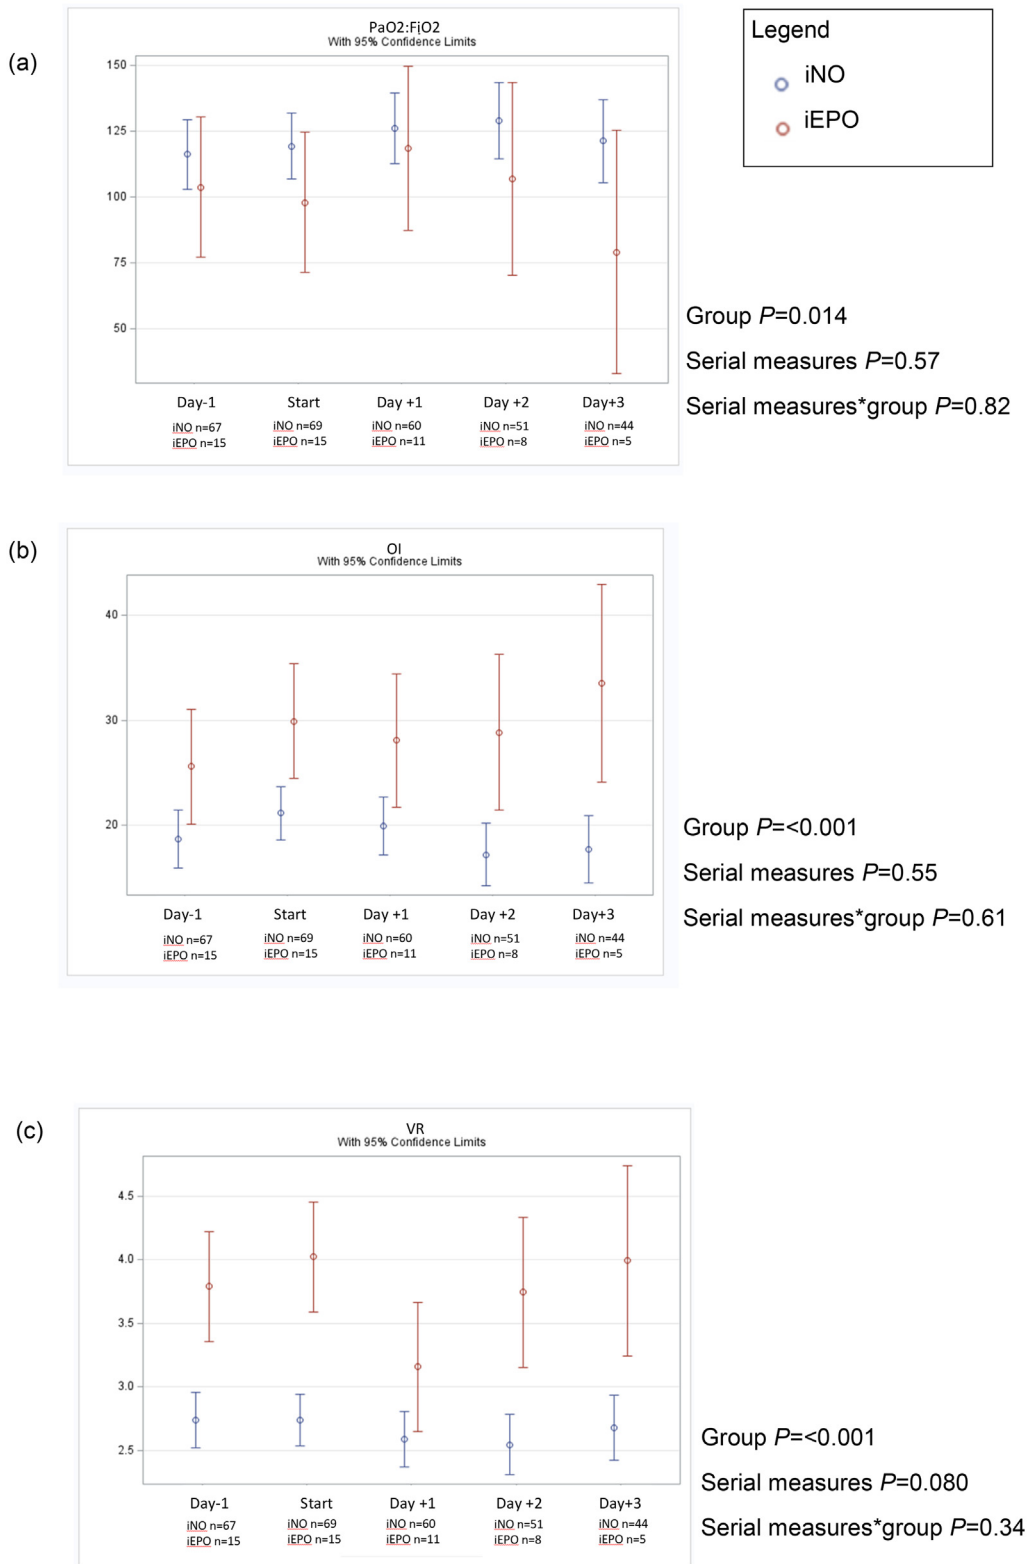 (a)
PaO2:FiO2
With 95% Confidence Limits
150
125
100
75
50
Day-1 Start Day +1 Day +2 Day+3
iNO n=67 iNO n=69 iNO n=60 iNO n=51 iNO n=44
iEPO n=15 iEPO n=15 iEPO n=11 iEPO n=8 iEPO n=5
Legend
iNO
iEPO
Group P=0.014
Serial measures P=0.57
Serial measures*group P=0.82
(b)
OI
With 95% Confidence Limits
40
30
20
Day-1 Start Day +1 Day +2 Day+3
iNO n=67 iNO n=69 iNO n=60 iNO n=51 iNO n=44
iEPO n=15 iEPO n=15 iEPO n=11 iEPO n=8 iEPO n=5
Group P=<0.001
Serial measures P=0.55
Serial measures*group P=0.61
(c)
VR
With 95% Confidence Limits
4.5
4.0
3.5
3.0
2.5
Day-1 Start Day +1 Day +2 Day+3
iNO n=67 iNO n=69 iNO n=60 iNO n=51 iNO n=44
iEPO n=15 iEPO n=15 iEPO n=11 iEPO n=8 iEPO n=5
Group P=<0.001
Serial measures P=0.080
Serial measures*group P=0.34